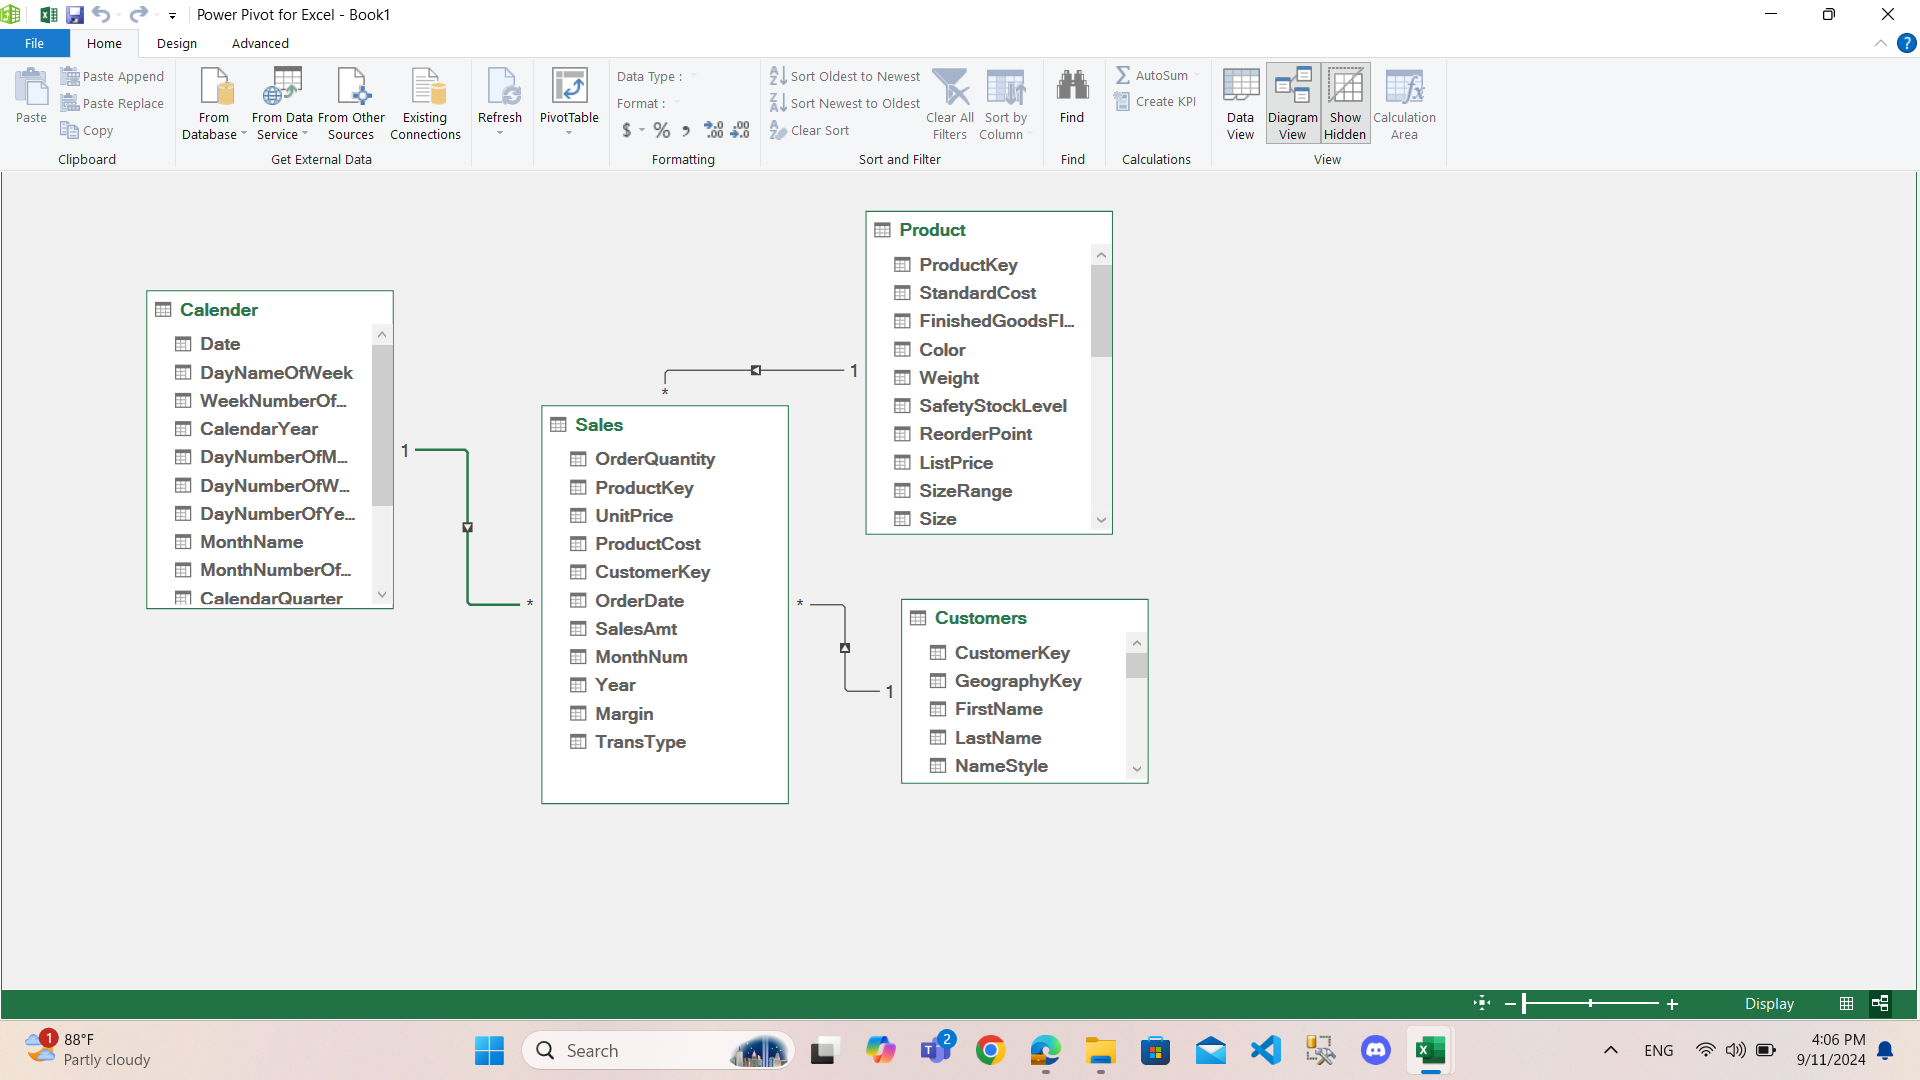 Power Pivot for Excel - Book1
File
Home
Design
Advanced
?
Paste
Paste Append
Paste Replace
Copy
Clipboard
From Database
From Data Service
From Other Sources
Existing Connections
Get External Data
Refresh
PivotTable
Data Type :
Format :
$ % ,
.00 .00
Formatting
Sort Oldest to Newest
Sort Newest to Oldest
Clear Sort
Clear All Filters
Sort by Column
Sort and Filter
Find
Find
AutoSum
Create KPI
Calculations
Data View
Diagram View
Show Hidden
Calculation Area
View
Calender
Date
DayNameOfWeek
WeekNumberOf...
CalendarYear
DayNumberOfM...
DayNumberOfW...
DayNumberOfYe...
MonthName
MonthNumberOf...
CalendarQuarter
1
*
Sales
OrderQuantity
ProductKey
UnitPrice
ProductCost
CustomerKey
OrderDate
SalesAmt
MonthNum
Year
Margin
TransType
*
1
Product
ProductKey
StandardCost
FinishedGoodsFl...
Color
Weight
SafetyStockLevel
ReorderPoint
ListPrice
SizeRange
Size
*
1
Customers
CustomerKey
GeographyKey
FirstName
LastName
NameStyle
Display
1
88°F
Partly cloudy
Search
2
ENG
4:06 PM
9/11/2024